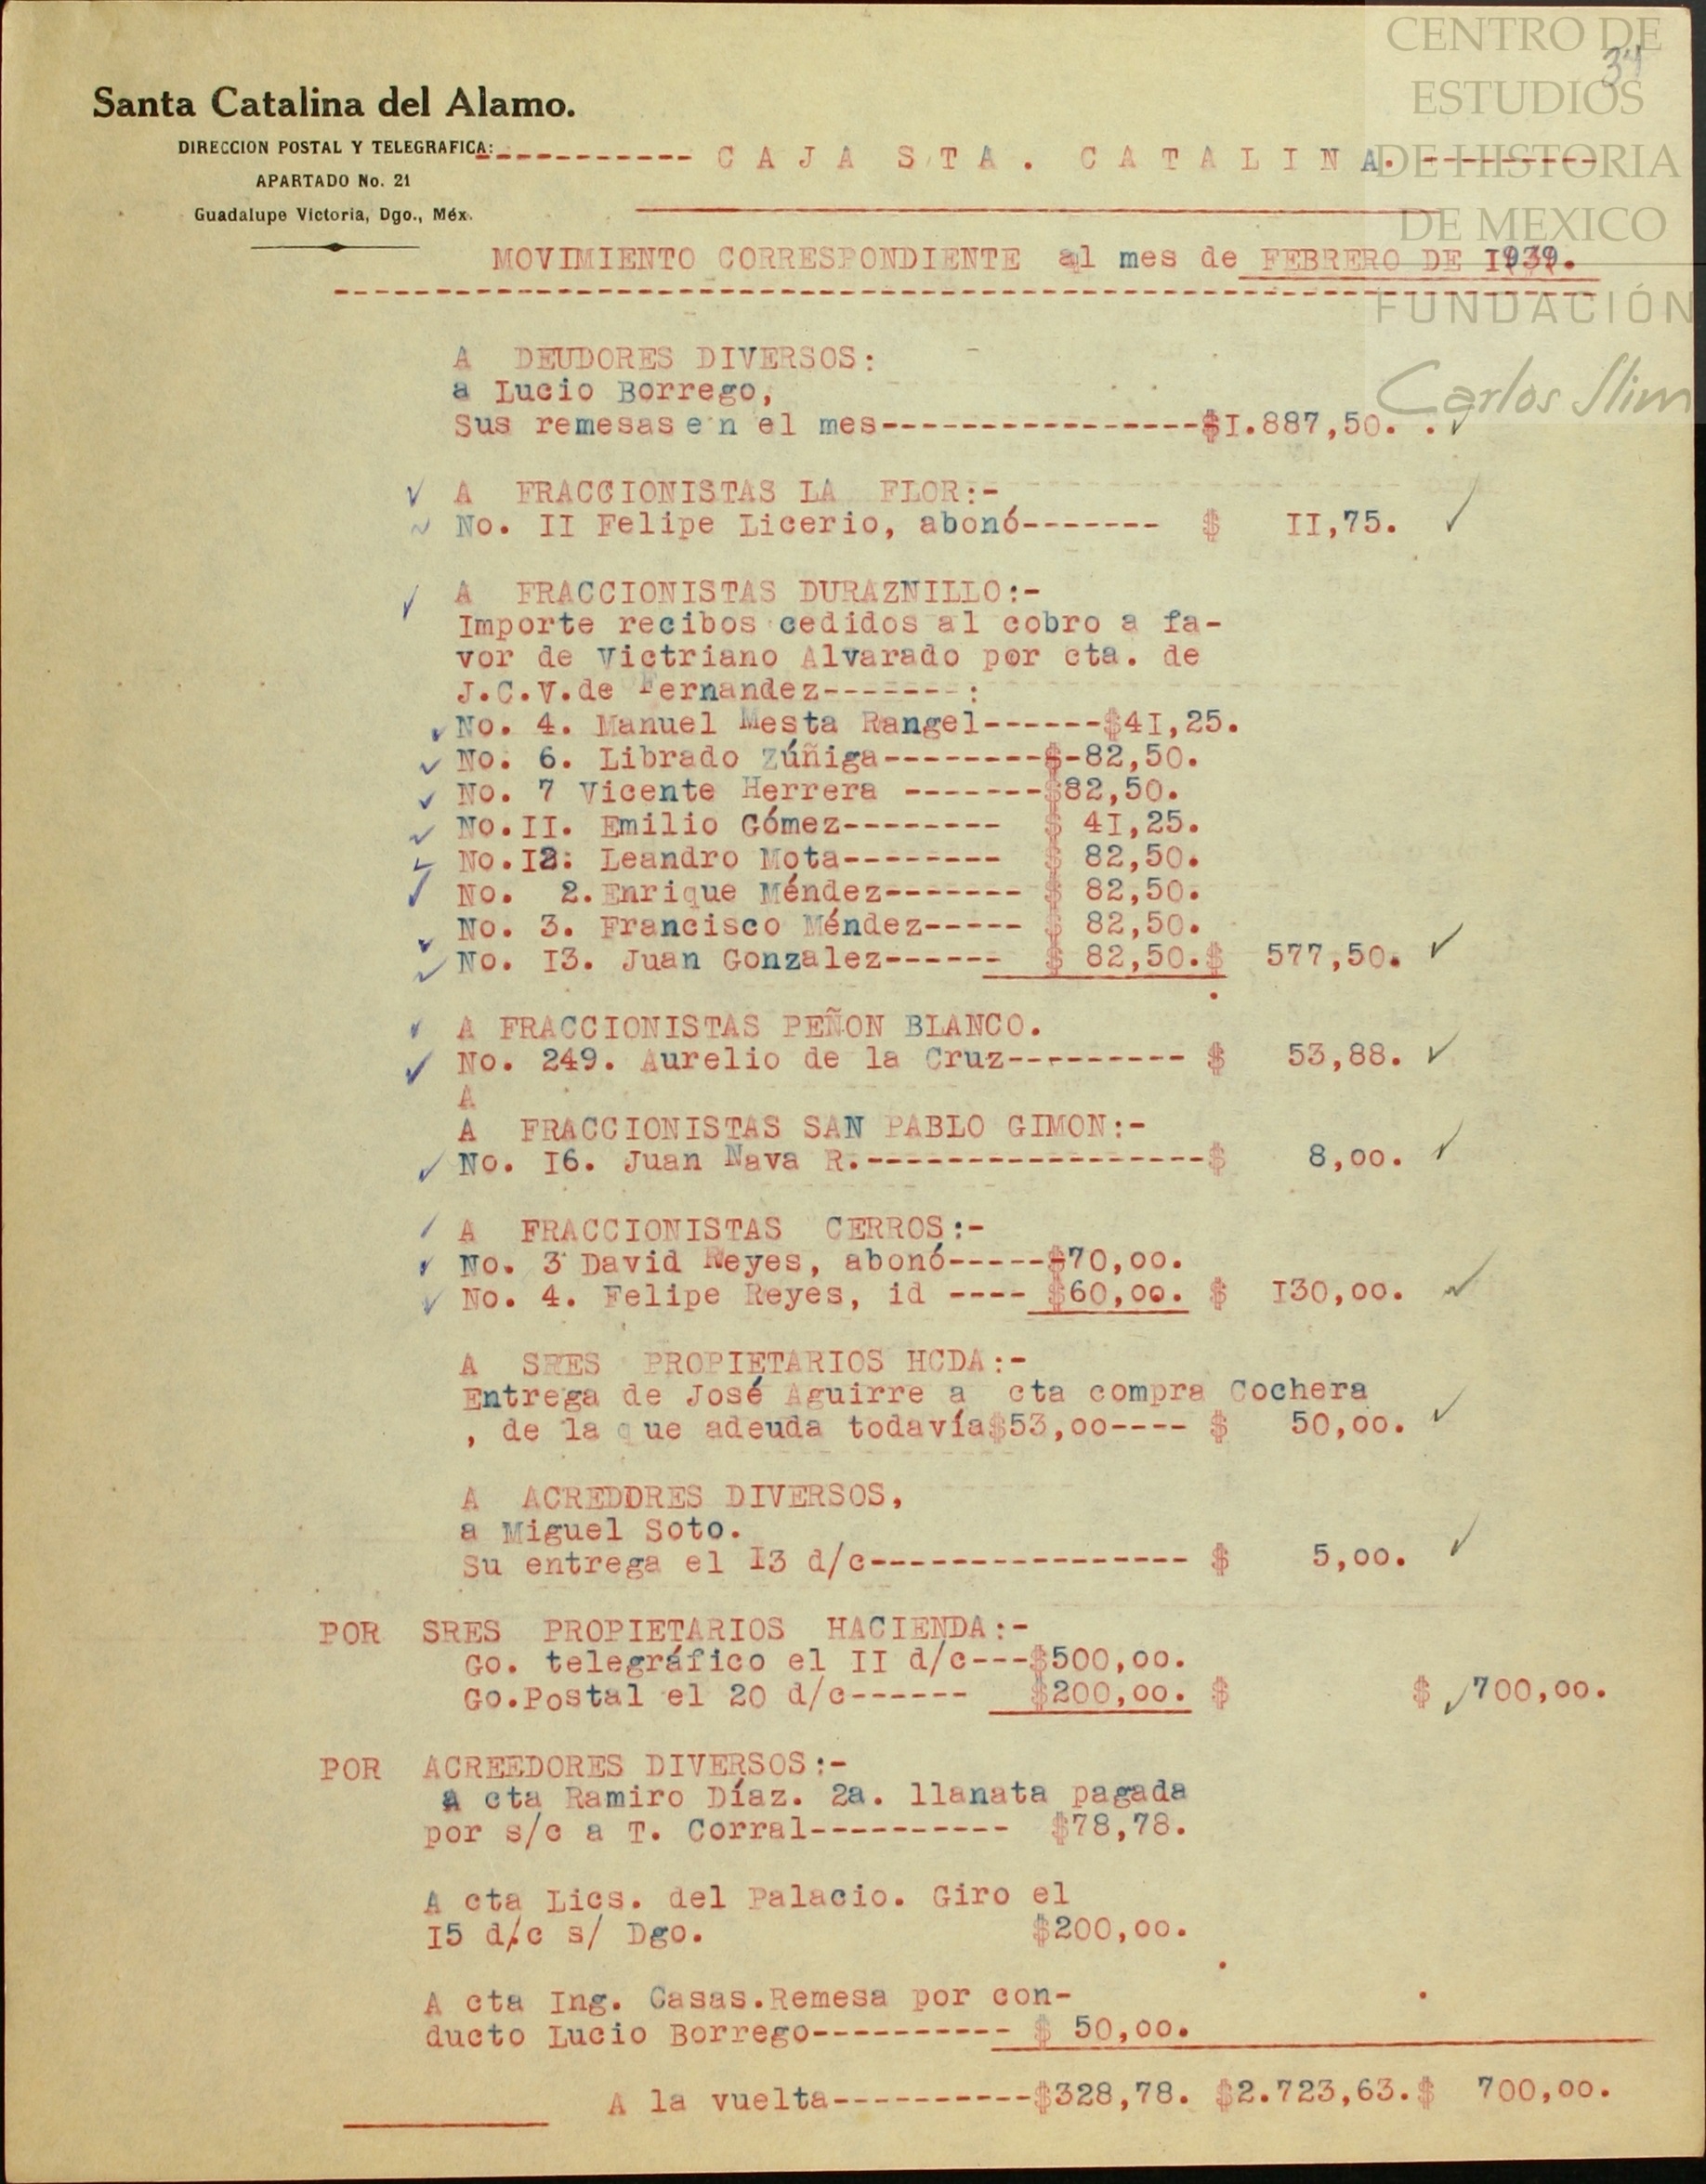 CENTRO DE
ESTUDIOS
DE HISTORIA
DE MEXICO
FUNDACIÓN
Carlos Slim
34
Santa Catalina del Alamo.
DIRECCION POSTAL Y TELEGRAFICA:
APARTADO No. 21
Guadalupe Victoria, Dgo., Méx.
----------- C A J A S T A . C A T A L I N A. ---------
MOVIMIENTO CORRESPONDIENTE al mes de FEBRERO DE I939.
A DEUDORES DIVERSOS:
a Lucio Borrego,
Sus remesas en el mes----------------$I.887,50. .
A FRACCIONISTAS LA FLOR:-
No. II Felipe Licerio, abonó------- $ II,75.
A FRACCIONISTAS DURAZNILLO:-
Importe recibos cedidos al cobro a fa-
vor de Victriano Alvarado por cta. de
J.C.V.de Fernandez-------:
No. 4. Manuel Mesta Rangel------$4I,25.
No. 6. Librado Zúñiga--------$-82,50.
No. 7 Vicente Herrera -------$82,50.
No.II. Emilio Gómez-------- $ 4I,25.
No.I2: Leandro Mota-------- $ 82,50.
No. 2.Enrique Méndez------- $ 82,50.
No. 3. Francisco Méndez----- $ 82,50.
No. I3. Juan Gonzalez------ $ 82,50.$ 577,50.
A FRACCIONISTAS PEÑON BLANCO.
No. 249. Aurelio de la Cruz--------- $ 53,88.
A
A FRACCIONISTAS SAN PABLO GIMON:-
No. I6. Juan Nava R.-----------------$ 8,00.
A FRACCIONISTAS CERROS:-
No. 3 David Reyes, abonó-----$70,00.
No. 4. Felipe Reyes, id ---- $60,00. $ I30,00.
A SRES PROPIETARIOS HCDA:-
Entrega de José Aguirre a cta compra Cochera
, de la que adeuda todavía$53,00---- $ 50,00.
A ACREDDRES DIVERSOS,
a Miguel Soto.
Su entrega el I3 d/c---------------- $ 5,00.
POR SRES PROPIETARIOS HACIENDA:-
Go. telegráfico el II d/c---$500,00.
Go.Postal el 20 d/c------ $200,00. $ $ 700,00.
POR ACREEDORES DIVERSOS:-
A cta Ramiro Díaz. 2a. llanata pagada
por s/c a T. Corral---------- $78,78.
A cta Lics. del Palacio. Giro el
I5 d/c s/ Dgo. $200,00.
A cta Ing. Casas.Remesa por con-
ducto Lucio Borrego---------- $ 50,00.
A la vuelta----------$328,78. $2.723,63.$ 700,00.